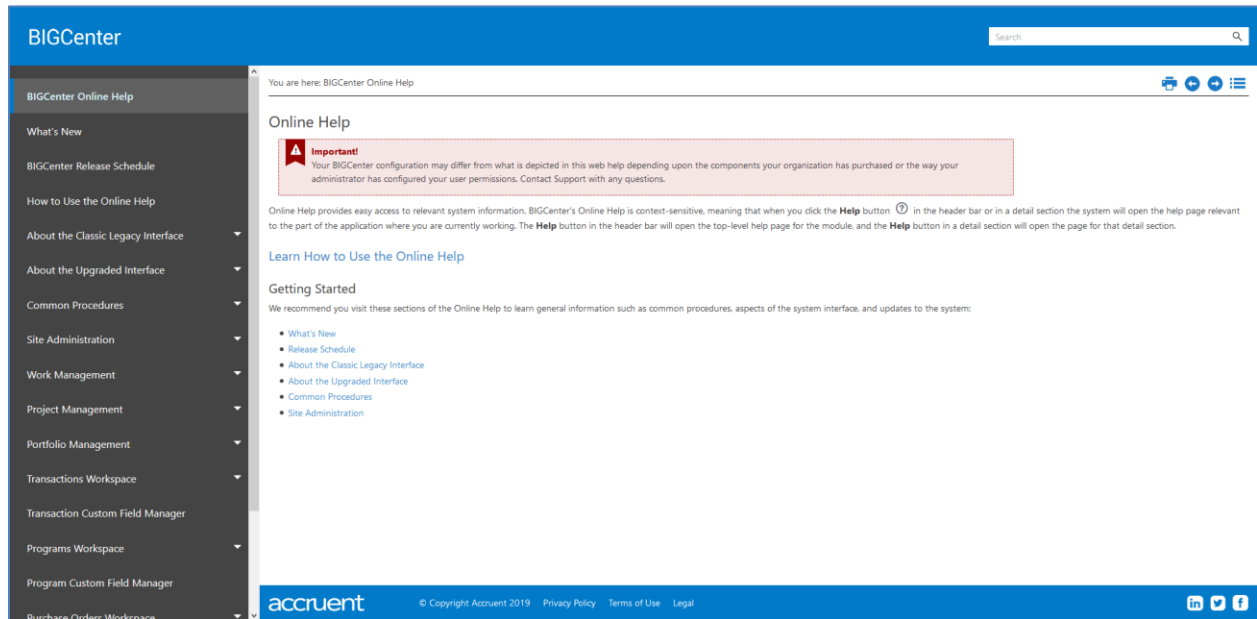 BIGCenter
Search
BIGCenter Online Help
What's New
BIGCenter Release Schedule
How to Use the Online Help
About the Classic Legacy Interface
About the Upgraded Interface
Common Procedures
Site Administration
Work Management
Project Management
Portfolio Management
Transactions Workspace
Transaction Custom Field Manager
Programs Workspace
Program Custom Field Manager
Purchase Orders Workspace
You are here: BIGCenter Online Help
Online Help
Important!
Your BIGCenter configuration may differ from what is depicted in this web help depending upon the components your organization has purchased or the way your
administrator has configured your user permissions. Contact Support with any questions.
Online Help provides easy access to relevant system information. BIGCenter's Online Help is context-sensitive, meaning that when you click the Help button ? in the header bar or in a detail section the system will open the help page relevant
to the part of the application where you are currently working. The Help button in the header bar will open the top-level help page for the module, and the Help button in a detail section will open the page for that detail section.
Learn How to Use the Online Help
Getting Started
We recommend you visit these sections of the Online Help to learn general information such as common procedures, aspects of the system interface, and updates to the system:
• What's New
• Release Schedule
• About the Classic Legacy Interface
• About the Upgraded Interface
• Common Procedures
• Site Administration
accruent
© Copyright Accruent 2019 Privacy Policy Terms of Use Legal
in f